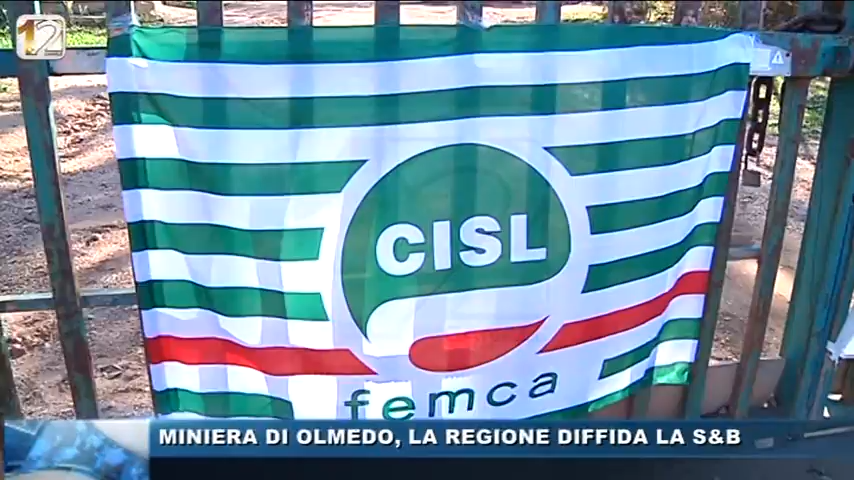 12
CISL
femca
MINIERA DI OLMEDO, LA REGIONE DIFFIDA LA S&B